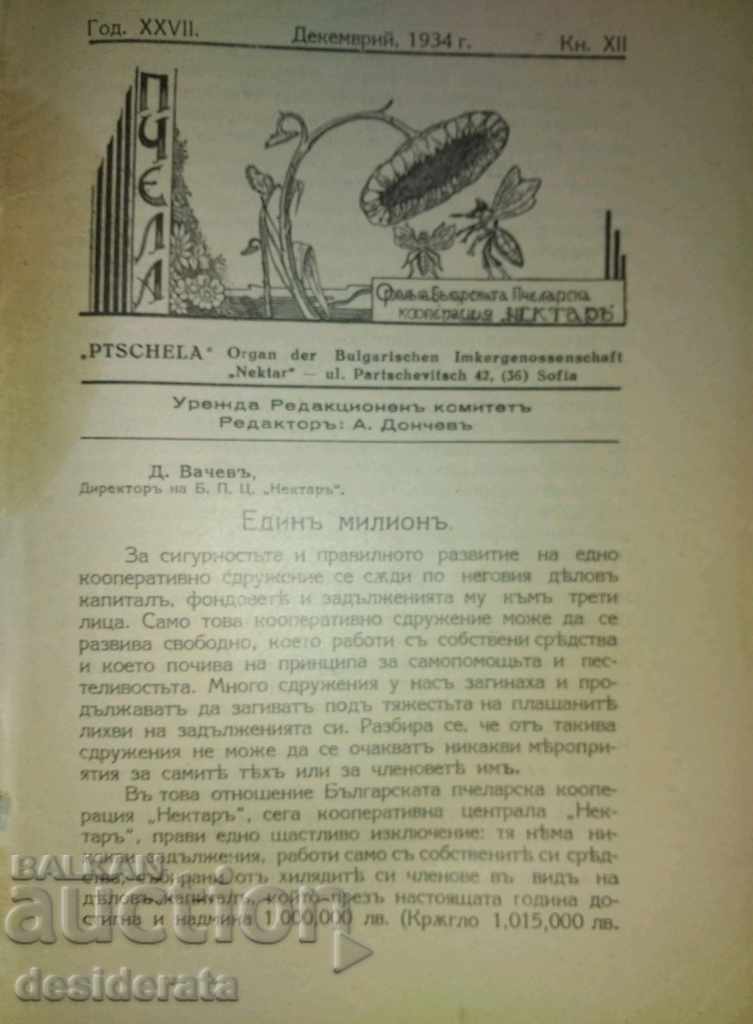 Год. XXVII. Декемврий, 1934 г. Кн. XII
ПЧЕЛА
Органъ на Българската Пчеларска
кооперация „НЕКТАРЪ"
„PTSCHELA" Organ der Bulgarischen Imkergenossenschaft
„Nektar" — ul. Partschevitsch 42, (36) Sofia
Урежда Редакционенъ комитетъ
Редакторъ: А. Дончевъ
Д. Вачевъ,
Директоръ на Б. П. Ц. „Нектаръ".
Единъ милионъ.
За сигурностьта и правилното развитие на едно
кооперативно сдружение се сѫди по неговия дѣловъ
капиталъ, фондоветѣ и задълженията му къмъ трети
лица. Само това кооперативно сдружение може да се
развива свободно, което работи съ собствени срѣдства
и което почива на принципа за самопомощьта и пес-
теливостьта. Много сдружения у насъ загинаха и про-
дължаватъ да загиватъ подъ тяжестьта на плащанитѣ
лихви на задълженията си. Разбира се, че отъ такива
сдружения не може да се очакватъ никакви мѣроприя-
тия за самитѣ тѣхъ или за членоветѣ имъ.
Въ това отношение Българската пчеларска коопе-
рация „Нектаръ", сега кооперативна централа „Нек-
таръ", прави едно щастливо изключение: тя нѣма ни-
какви задължения, работи само съ собственитѣ си срѣд-
ства, събирани отъ хилядитѣ си членове въ видъ на
дѣловъ капиталъ, който презъ настоящата година до-
стигна и надмина 1,000,000 лв. (Крѫгло 1,015,000 лв.
BALKAN
auction
desiderata